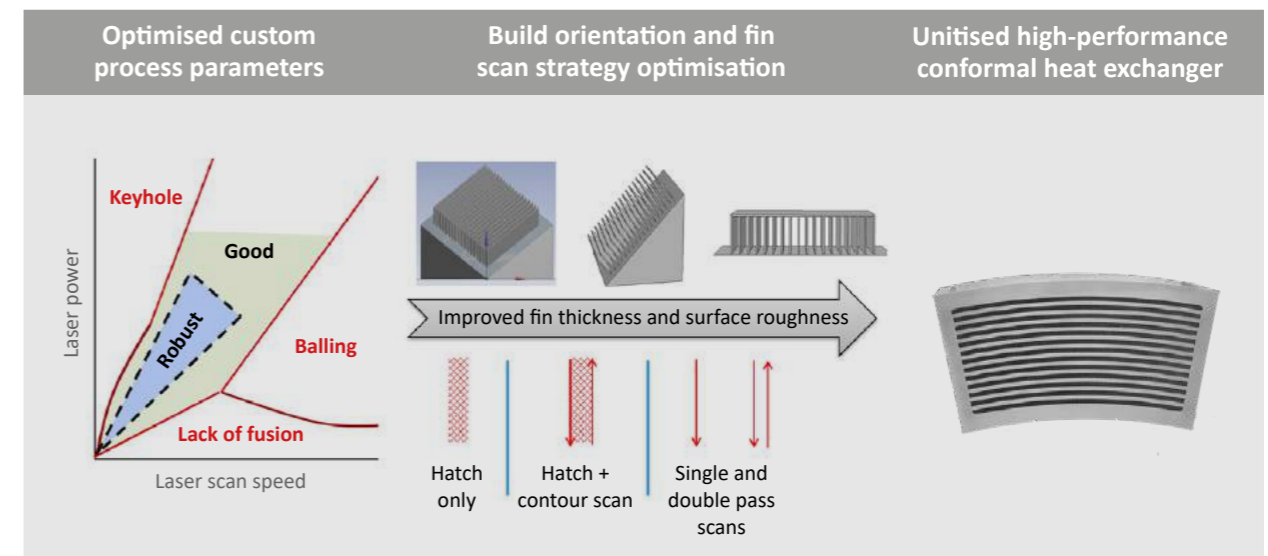 Optimised custom
process parameters
Build orientation and fin
scan strategy optimisation
Unitised high-performance
conformal heat exchanger
Laser power
Keyhole
Good
Robust
Balling
Lack of fusion
Laser scan speed
Improved fin thickness and surface roughness
Hatch
only
Hatch +
contour scan
Single and
double pass
scans